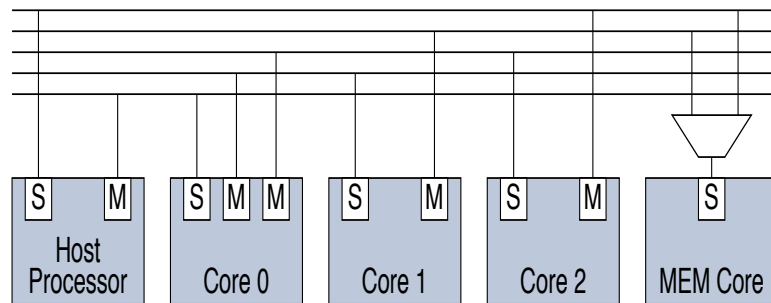 S M S M M S M S M S
Host
Processor Core 0 Core 1 Core 2 MEM Core